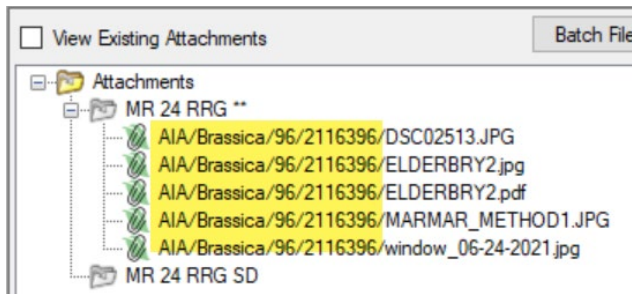 View Existing Attachments
Batch File
Attachments
MR 24 RRG **
AIA/Brassica/96/2116396/DSC02513.JPG
AIA/Brassica/96/2116396/ELDERBRY2.jpg
AIA/Brassica/96/2116396/ELDERBRY2.pdf
AIA/Brassica/96/2116396/MARMAR_METHOD1.JPG
AIA/Brassica/96/2116396/window_06-24-2021.jpg
MR 24 RRG SD